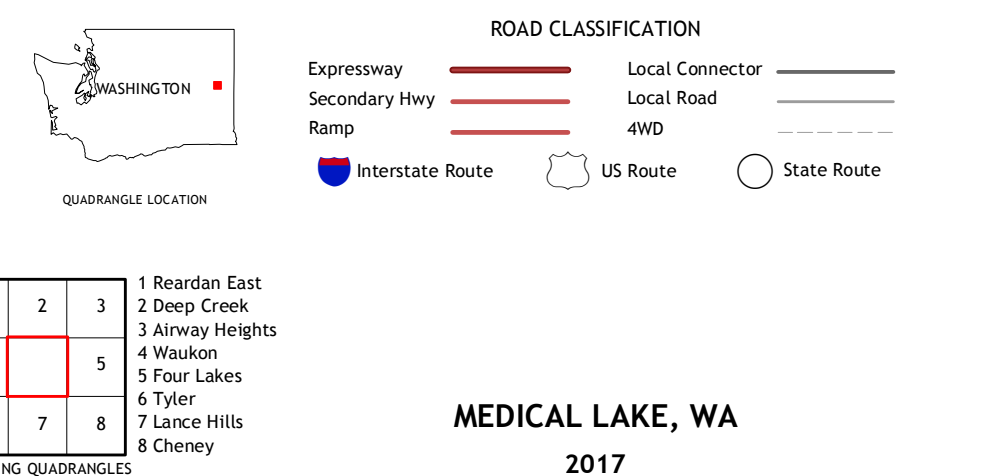 ROAD CLASSIFICATION
Expressway
Local Connector
Secondary Hwy
Local Road
Ramp
4WD
Interstate Route
US Route
State Route
WASHINGTON
QUADRANGLE LOCATION
2 3
5
7 8
1 Reardan East
2 Deep Creek
3 Airway Heights
4 Waukon
5 Four Lakes
6 Tyler
7 Lance Hills
8 Cheney
NG QUADRANGLES
MEDICAL LAKE, WA
2017